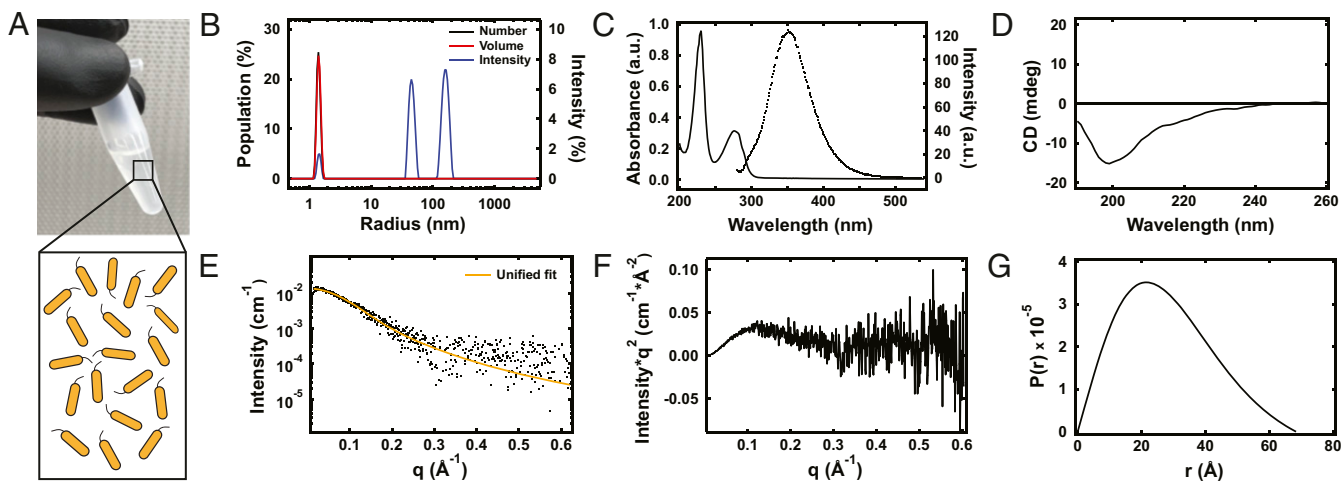 A
B
30
20
10
0
Population (%)
Number
Volume
Intensity
10
8
6
4
2
0
Intensity (%)
1
10
100
1000
Radius (nm)
C
1.0
0.8
0.6
0.4
0.2
0.0
Absorbance (a.u.)
120
100
80
60
40
20
0
Intensity (a.u.)
200
300
400
500
Wavelength (nm)
D
20
10
0
-10
-20
CD (mdeg)
200
220
240
260
Wavelength (nm)
E
Unified fit
10⁻²
10⁻³
10⁻⁴
10⁻⁵
Intensity (cm⁻¹)
0.1
0.2
0.3
0.4
0.5
0.6
q (Å⁻¹)
F
0.10
0.05
0.00
-0.05
Intensity*q² (cm⁻¹*Å⁻²)
0.1
0.2
0.3
0.4
0.5
0.6
q (Å⁻¹)
G
4
3
2
1
0
P(r) x 10⁻⁵
0
20
40
60
80
r (Å)